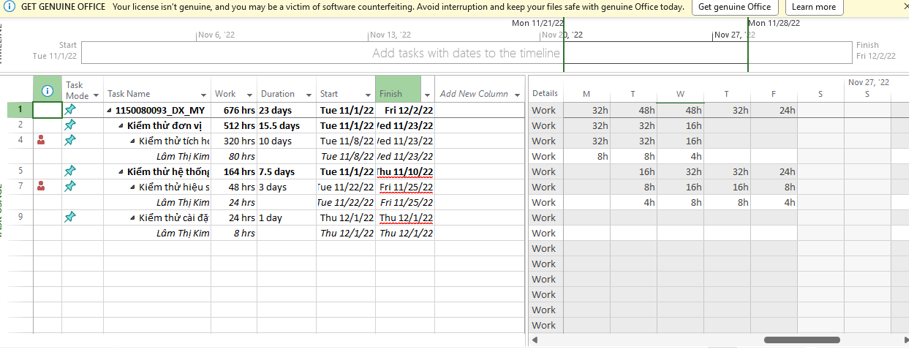 GET GENUINE OFFICE Your license isn't genuine, and you may be a victim of software counterfeiting. Avoid interruption and keep your files safe with genuine Office today. Get genuine Office Learn more
Mon 11/21/22 Mon 11/28/22
Start Nov 6, '22 Nov 13, '22 Nov 20, '22 Nov 27, '22 Finish
Tue 11/1/22 Add tasks with dates to the timeline Fri 12/2/22
Nov 27, '22
Task Mode Task Name Work Duration Start Finish Add New Column Details M T W T F S S
1 1150080093_DX_MY 676 hrs 23 days Tue 11/1/22 Fri 12/2/22 Work 32h 48h 48h 32h 24h
2 Kiểm thử đơn vị 512 hrs 15.5 days Tue 11/1/22 Wed 11/23/22 Work 32h 32h 16h
4 Kiểm thử tích hợ 320 hrs 10 days Tue 11/8/22 Wed 11/23/22 Work 32h 32h 16h
Lâm Thị Kim 80 hrs Tue 11/8/22 Wed 11/23/22 Work 8h 8h 4h
5 Kiểm thử hệ thống 164 hrs 7.5 days Tue 11/1/22 Thu 11/10/22 Work 16h 32h 32h 24h
7 Kiểm thử hiệu s 48 hrs 3 days Tue 11/22/22 Fri 11/25/22 Work 8h 16h 16h 8h
Lâm Thị Kim 24 hrs Tue 11/22/22 Fri 11/25/22 Work 4h 8h 8h 4h
9 Kiểm thử cài đặ 24 hrs 1 day Thu 12/1/22 Thu 12/1/22 Work
Lâm Thị Kim 8 hrs Thu 12/1/22 Thu 12/1/22 Work
Work
Work
Work
Work
Work
Work